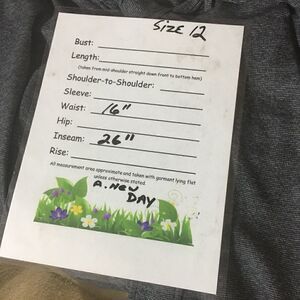 SIZE 12
Bust:
Length:
(taken from mid-shoulder straight down front to bottom hem)
Shoulder-to-Shoulder:
Sleeve:
Waist: 16"
Hip:
Inseam: 26"
Rise:
All measurement area approximate and taken with garment lying flat
unless otherwise stated.
A. NEW
DAY